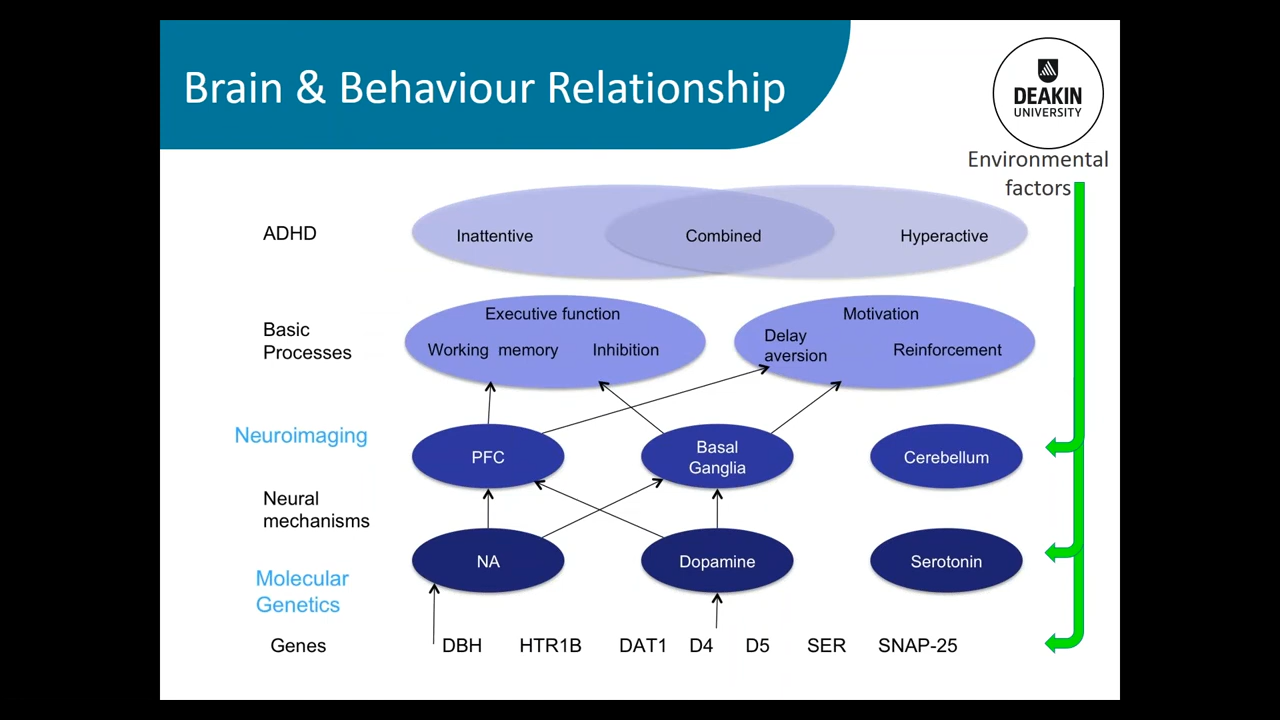 Brain & Behaviour Relationship
DEAKIN
UNIVERSITY
Environmental
factors
ADHD
Inattentive
Combined
Hyperactive
Basic
Processes
Executive function
Working memory
Inhibition
Motivation
Delay
aversion
Reinforcement
Neuroimaging
PFC
Basal
Ganglia
Cerebellum
Neural
mechanisms
NA
Dopamine
Serotonin
Molecular
Genetics
Genes
DBH
HTR1B
DAT1
D4
D5
SER
SNAP-25